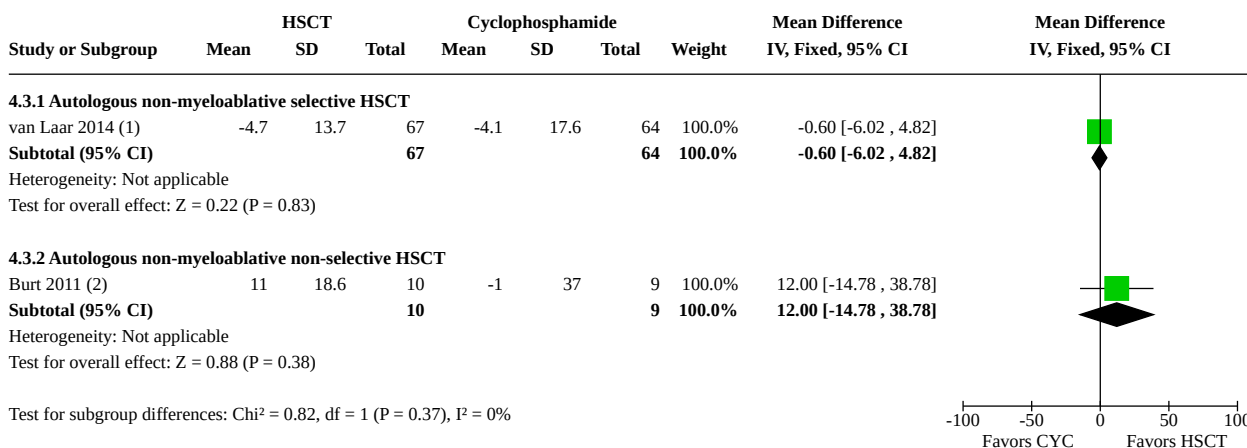 HSCT Cyclophosphamide Mean Difference Mean Difference
Study or Subgroup Mean SD Total Mean SD Total Weight IV, Fixed, 95% CI IV, Fixed, 95% CI
4.3.1 Autologous non-myeloablative selective HSCT
van Laar 2014 (1) -4.7 13.7 67 -4.1 17.6 64 100.0% -0.60 [-6.02 , 4.82]
Subtotal (95% CI) 67 64 100.0% -0.60 [-6.02 , 4.82]
Heterogeneity: Not applicable
Test for overall effect: Z = 0.22 (P = 0.83)
4.3.2 Autologous non-myeloablative non-selective HSCT
Burt 2011 (2) 11 18.6 10 -1 37 9 100.0% 12.00 [-14.78 , 38.78]
Subtotal (95% CI) 10 9 100.0% 12.00 [-14.78 , 38.78]
Heterogeneity: Not applicable
Test for overall effect: Z = 0.88 (P = 0.38)
Test for subgroup differences: Chi² = 0.82, df = 1 (P = 0.37), I² = 0%
-100 -50 0 50 100
Favors CYC Favors HSCT